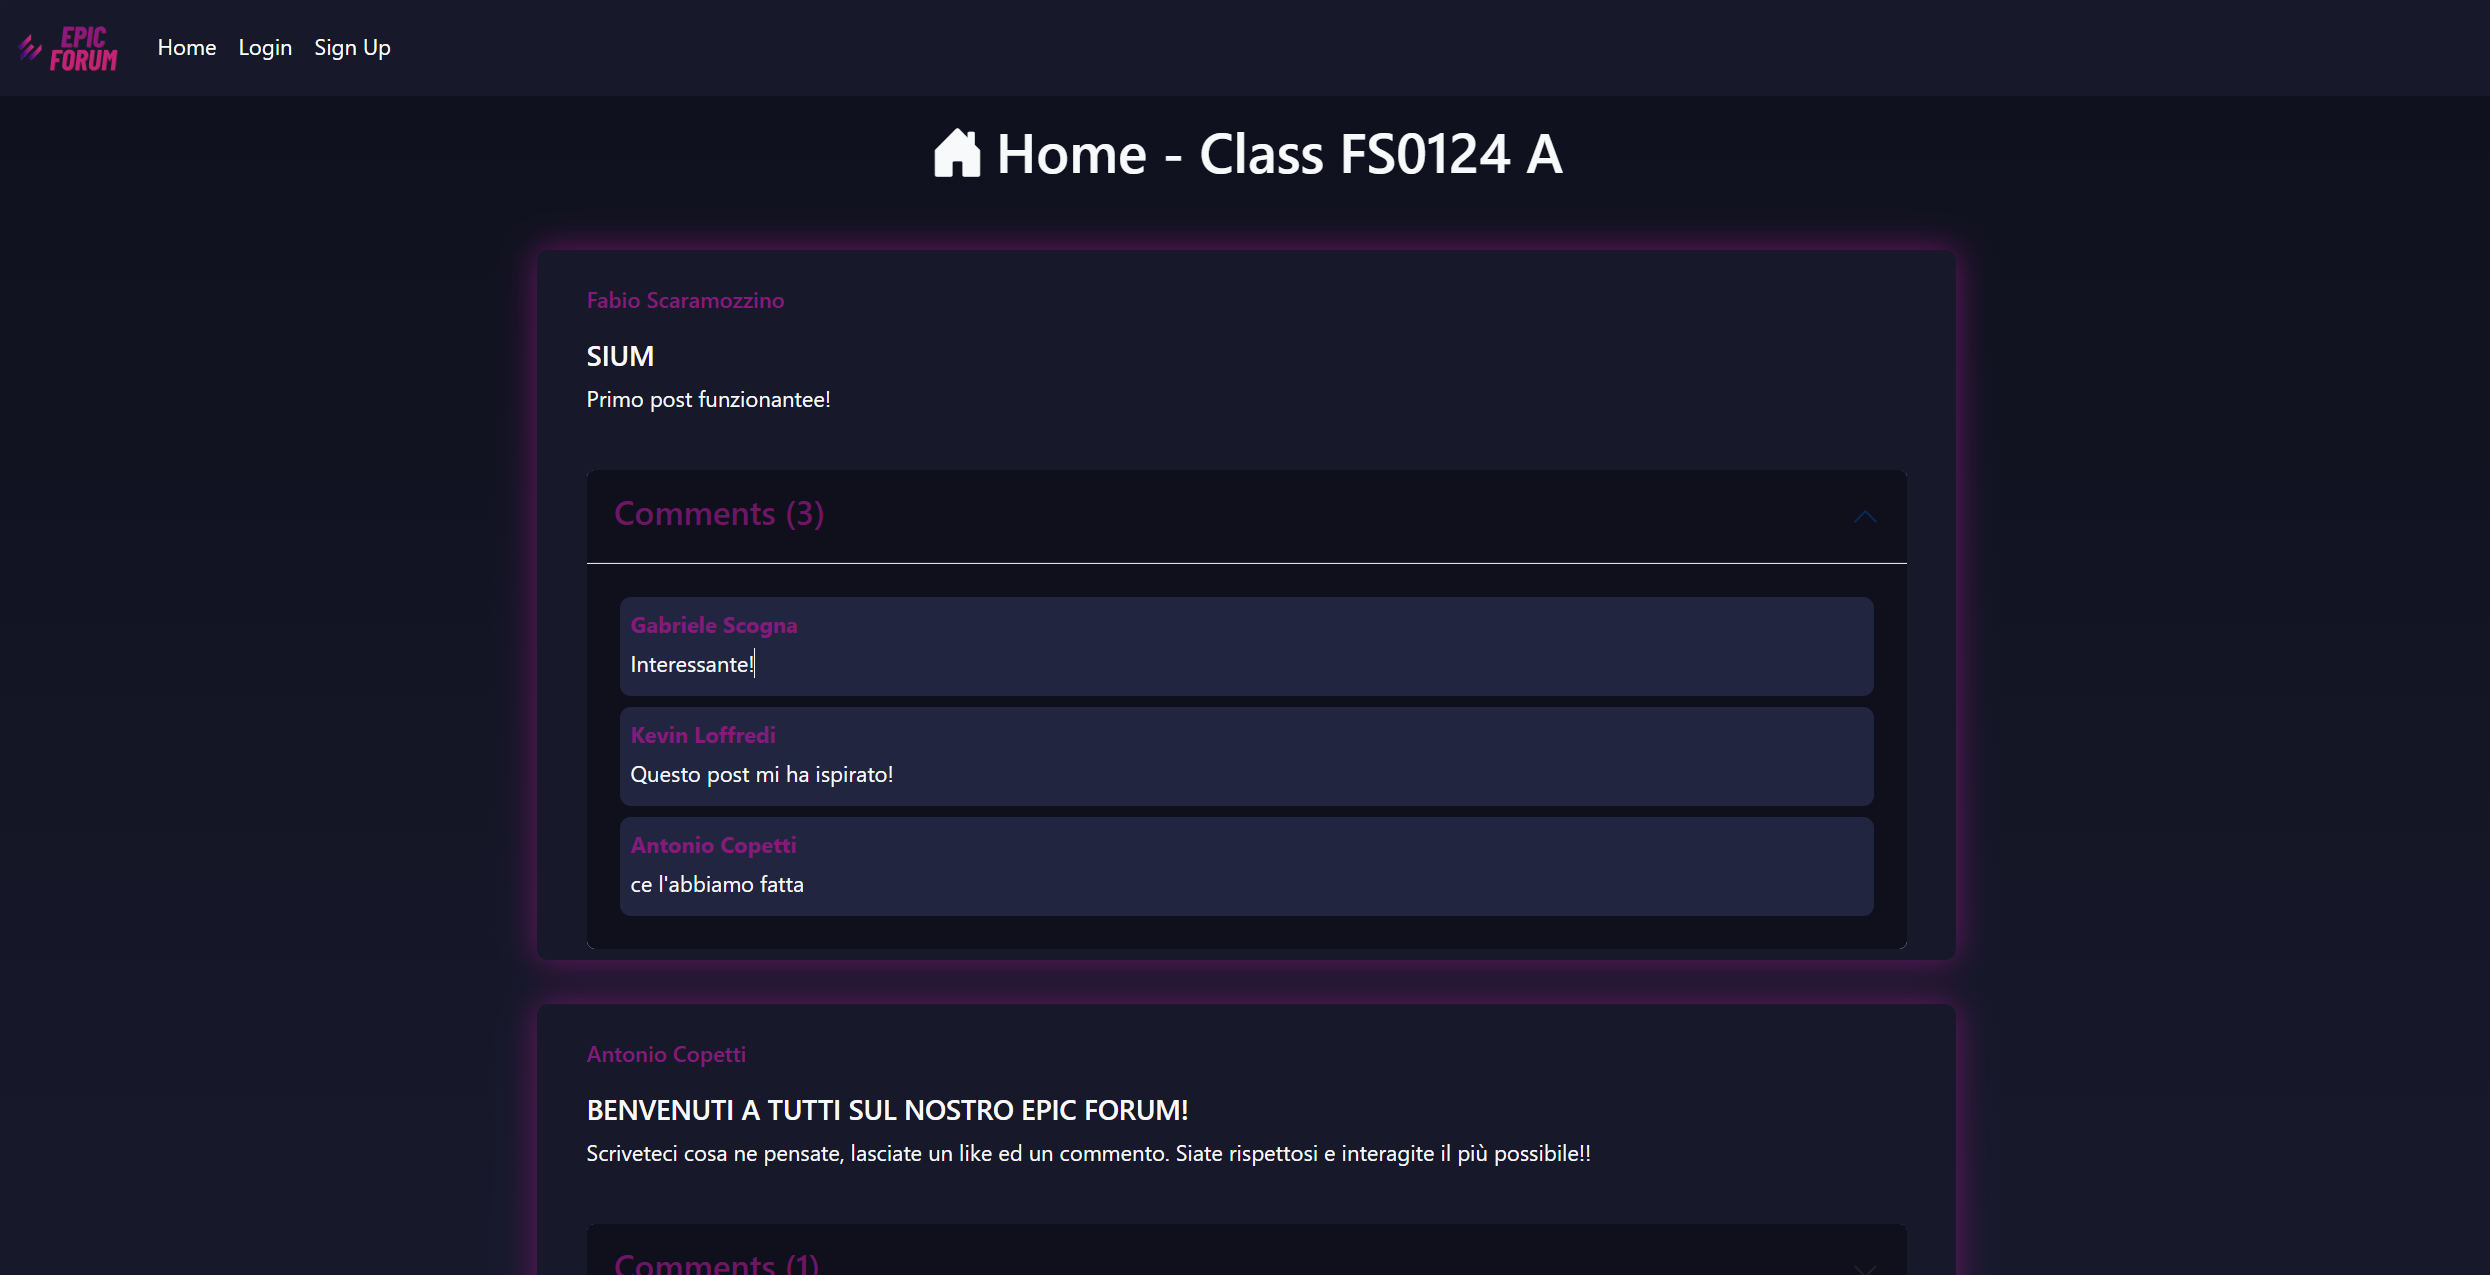 EPIC
FORUM
Home Login Sign Up
Home - Class FS0124 A
Fabio Scaramozzino
SIUM
Primo post funzionantee!
Comments (3)
Gabriele Scogna
Interessante!
Kevin Loffredi
Questo post mi ha ispirato!
Antonio Copetti
ce l'abbiamo fatta
Antonio Copetti
BENVENUTI A TUTTI SUL NOSTRO EPIC FORUM!
Scriveteci cosa ne pensate, lasciate un like ed un commento. Siate rispettosi e interagite il più possibile!!
Comments (1)